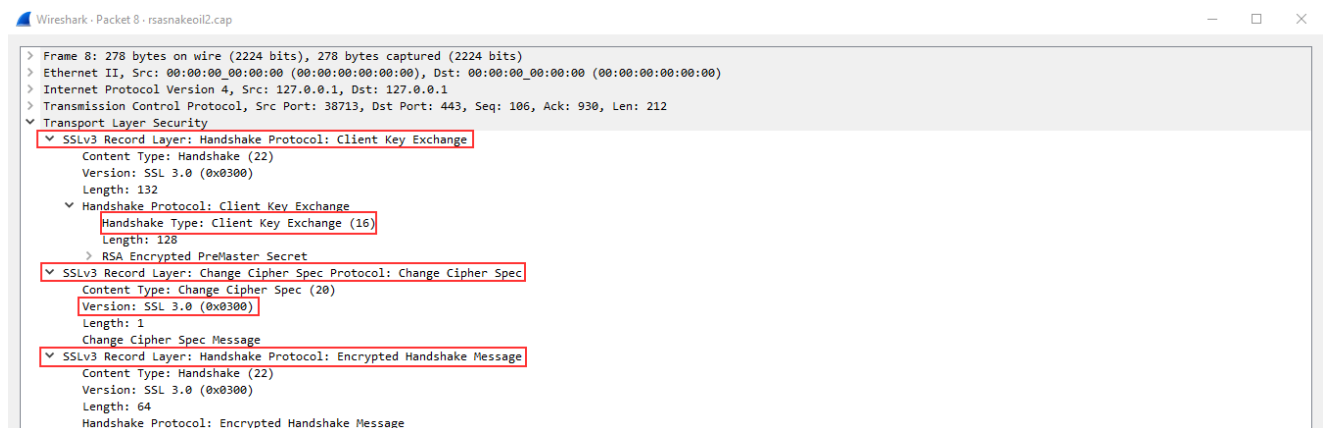 Wireshark · Packet 8 · rsasnakeoil2.cap
Frame 8: 278 bytes on wire (2224 bits), 278 bytes captured (2224 bits)
Ethernet II, Src: 00:00:00_00:00:00 (00:00:00:00:00:00), Dst: 00:00:00_00:00:00 (00:00:00:00:00:00)
Internet Protocol Version 4, Src: 127.0.0.1, Dst: 127.0.0.1
Transmission Control Protocol, Src Port: 38713, Dst Port: 443, Seq: 106, Ack: 930, Len: 212
Transport Layer Security
SSLv3 Record Layer: Handshake Protocol: Client Key Exchange
Content Type: Handshake (22)
Version: SSL 3.0 (0x0300)
Length: 132
Handshake Protocol: Client Key Exchange
Handshake Type: Client Key Exchange (16)
Length: 128
RSA Encrypted PreMaster Secret
SSLv3 Record Layer: Change Cipher Spec Protocol: Change Cipher Spec
Content Type: Change Cipher Spec (20)
Version: SSL 3.0 (0x0300)
Length: 1
Change Cipher Spec Message
SSLv3 Record Layer: Handshake Protocol: Encrypted Handshake Message
Content Type: Handshake (22)
Version: SSL 3.0 (0x0300)
Length: 64
Handshake Protocol: Encrypted Handshake Message